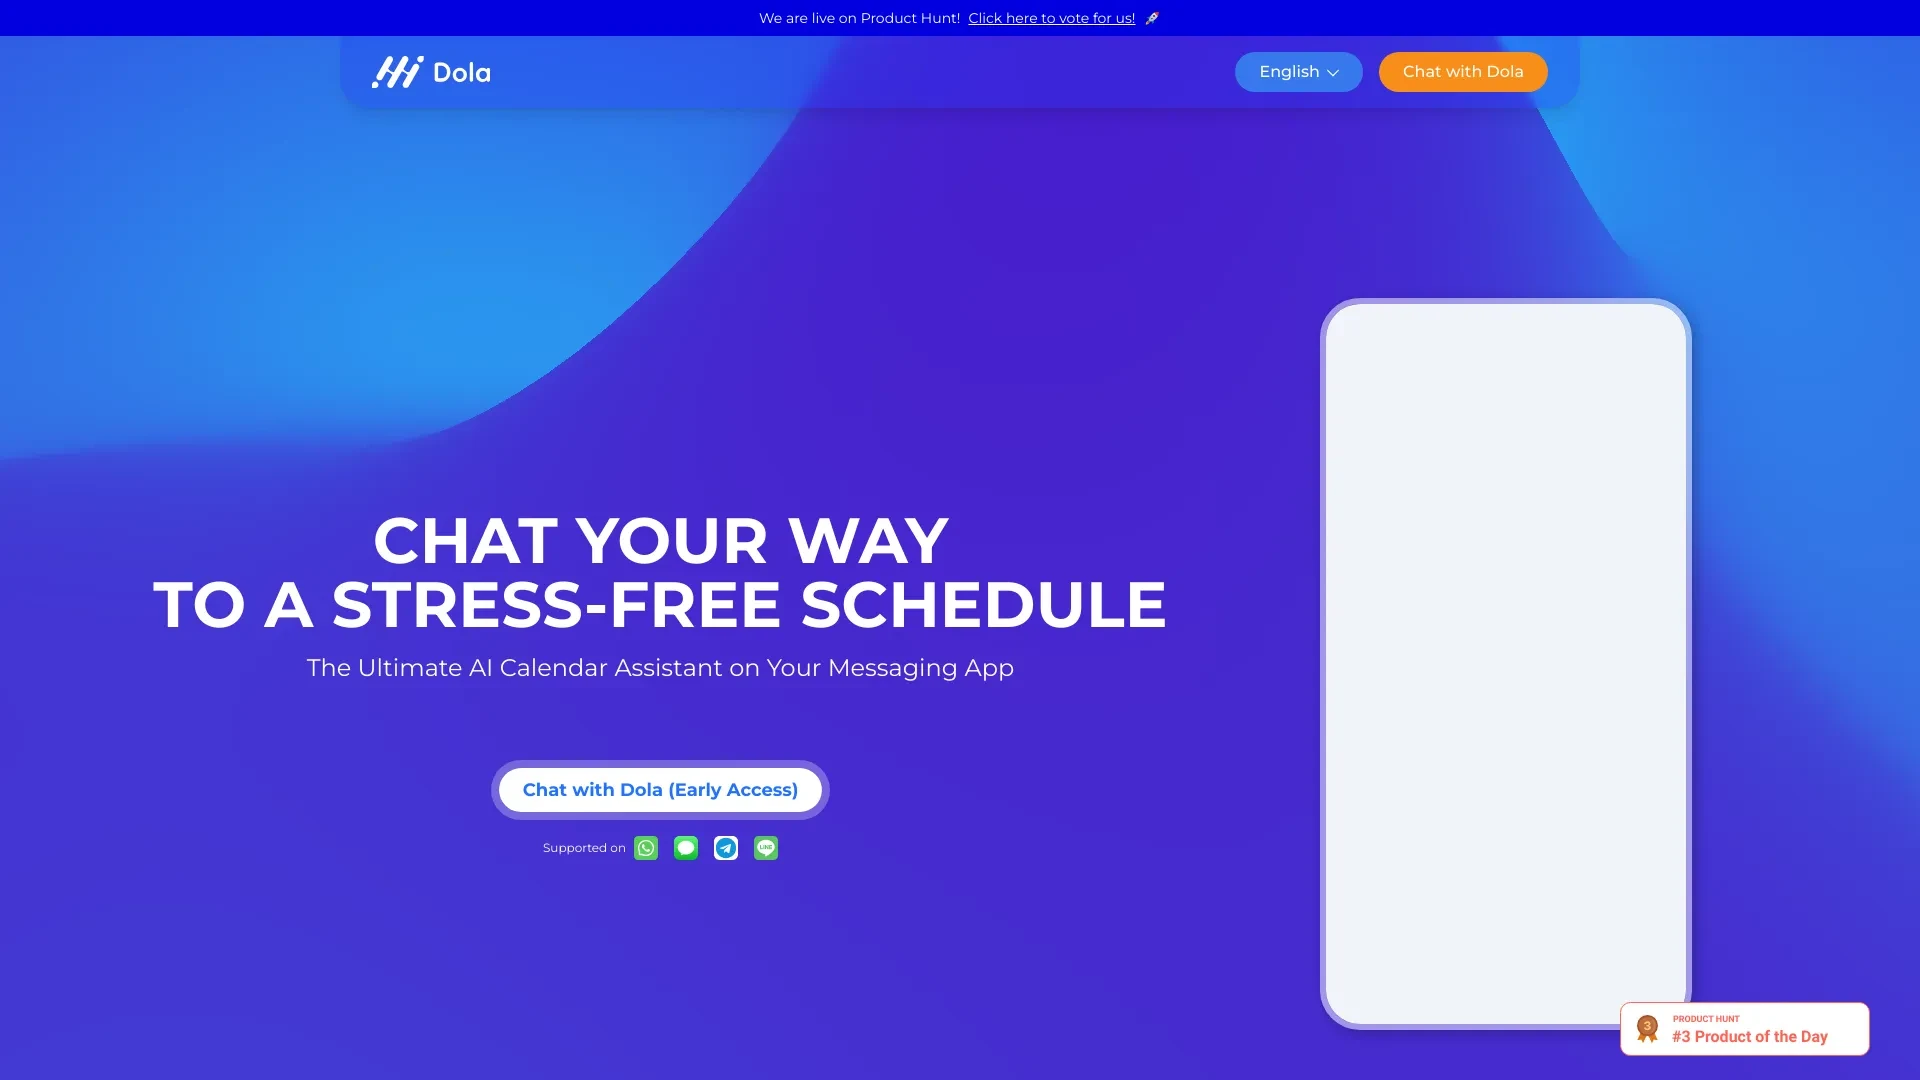 We are live on Product Hunt! Click here to vote for us! 🚀
Dola
English
Chat with Dola
CHAT YOUR WAY
TO A STRESS-FREE SCHEDULE
The Ultimate AI Calendar Assistant on Your Messaging App
Chat with Dola (Early Access)
Supported on
LINE
3
PRODUCT HUNT
#3 Product of the Day